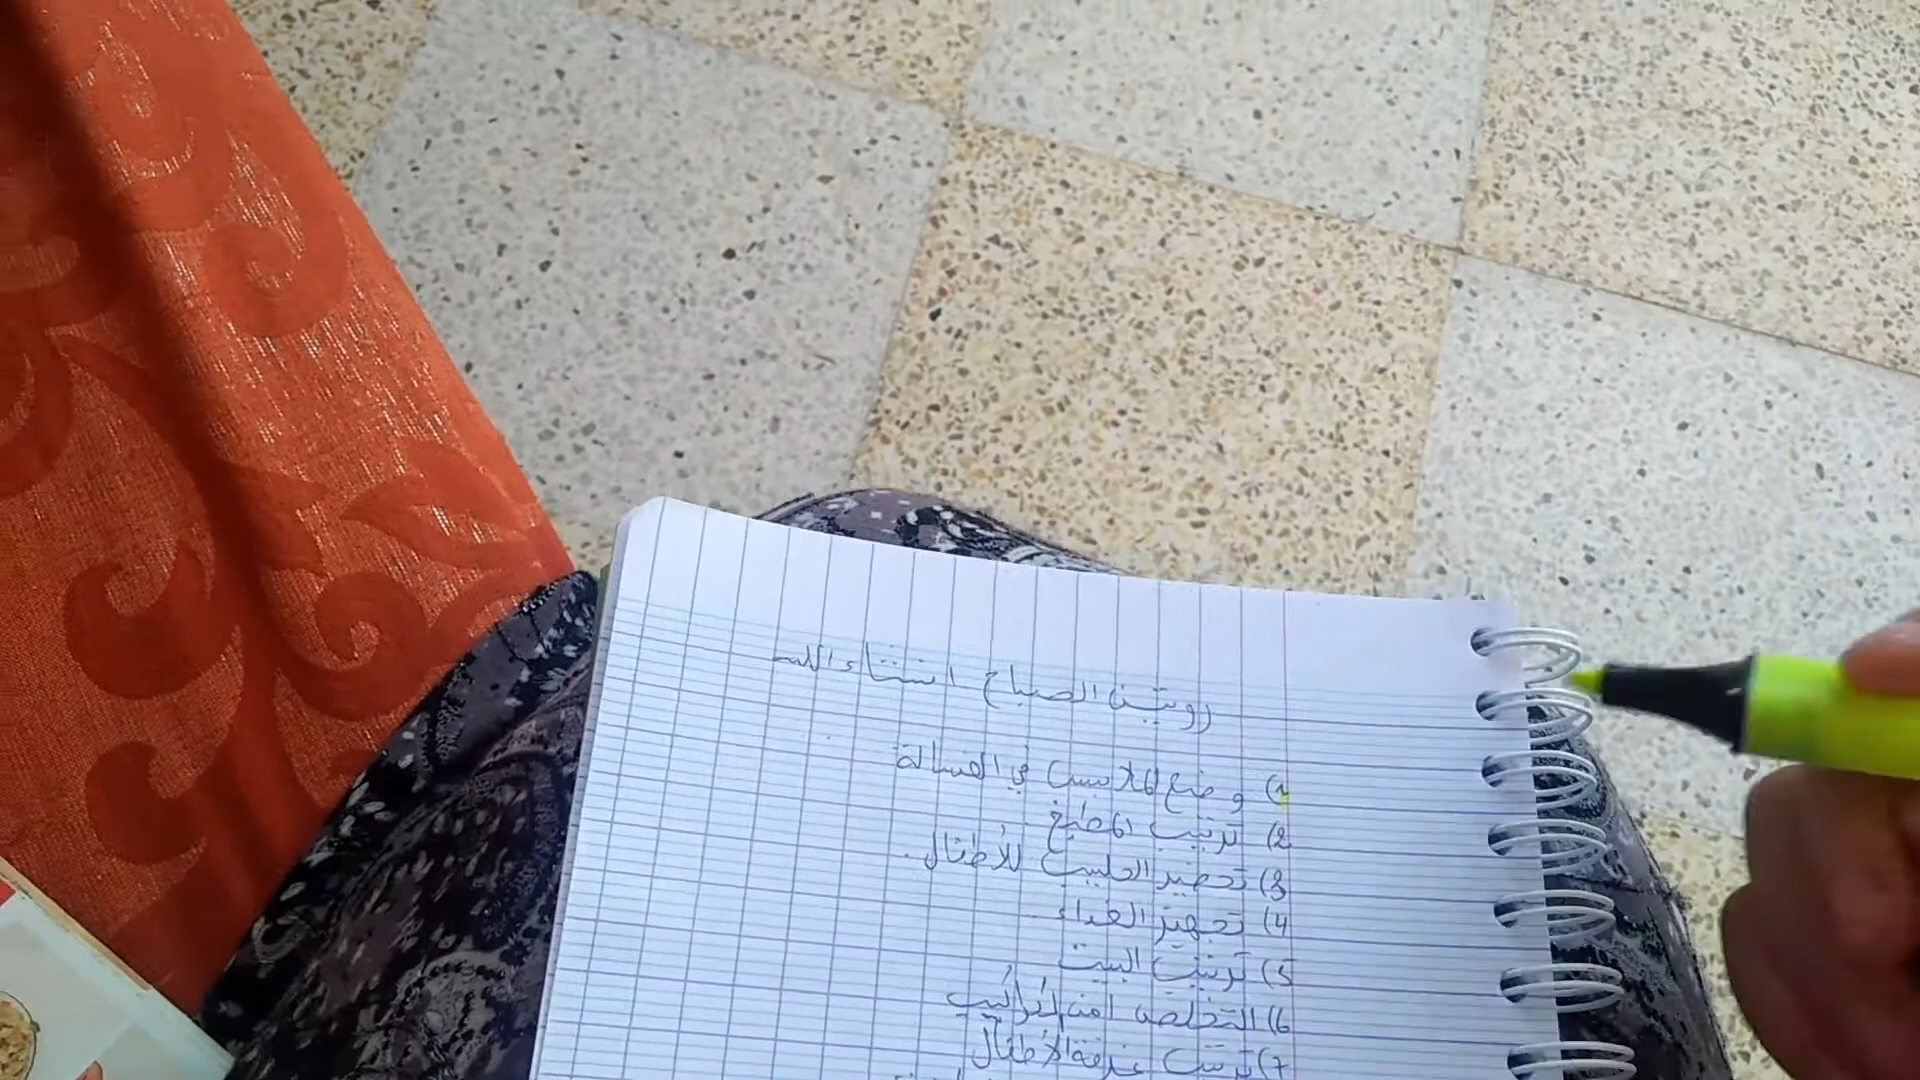 روتين الصباح انشاء الله
1) وضع الملابس في الغسالة
2) ترتيب المطبخ
3) تحضير الحليب للأطفال.
4) تجهيز الغداء
5) ترتيب البيت
6) التخلص من
7) ترتيب غرفة الأطفال